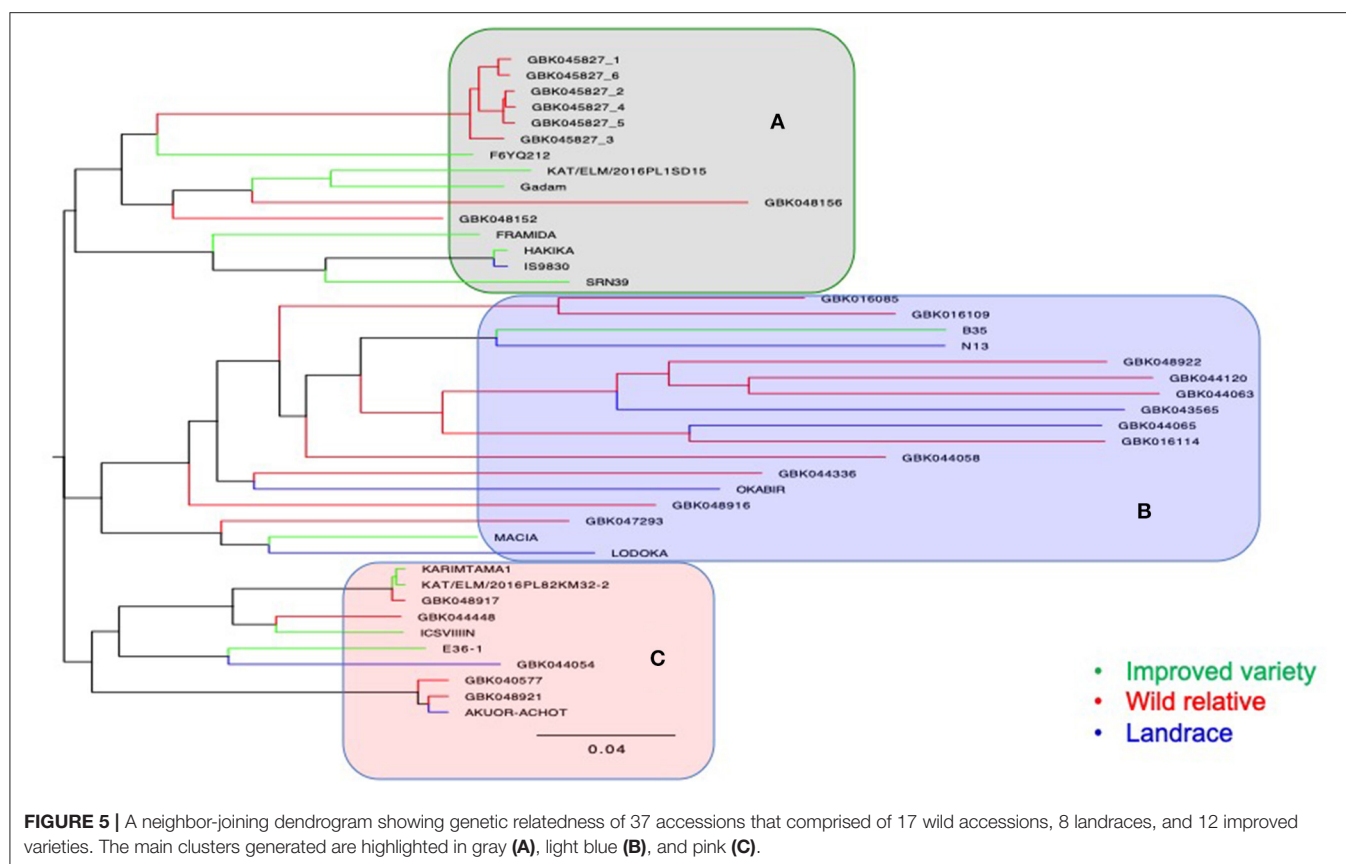 GBK045827_1
GBK045827_6
GBK045827_2
GBK045827_4
GBK045827_5
GBK045827_3
A
F6YQ212
KAT/ELM/2016PL1SD15
Gadam
GBK048156
GBK048152
FRAMIDA
HAKIKA
IS9830
SRN39
GBK016085
GBK016109
B35
N13
GBK048922
GBK044120
GBK044063
GBK043565
GBK044065
GBK016114
GBK044058
GBK044336
OKABIR
GBK048916
B
GBK047293
MACIA
LODOKA
KARIMTAMA1
KAT/ELM/2016PL82KM32-2
GBK048917
GBK044448
ICSVIIIIN
E36-1
C
GBK044054
GBK040577
GBK048921
AKUOR-ACHOT
0.04
• Improved variety
• Wild relative
• Landrace
FIGURE 5 | A neighbor-joining dendrogram showing genetic relatedness of 37 accessions that comprised of 17 wild accessions, 8 landraces, and 12 improved
varieties. The main clusters generated are highlighted in gray (A), light blue (B), and pink (C).